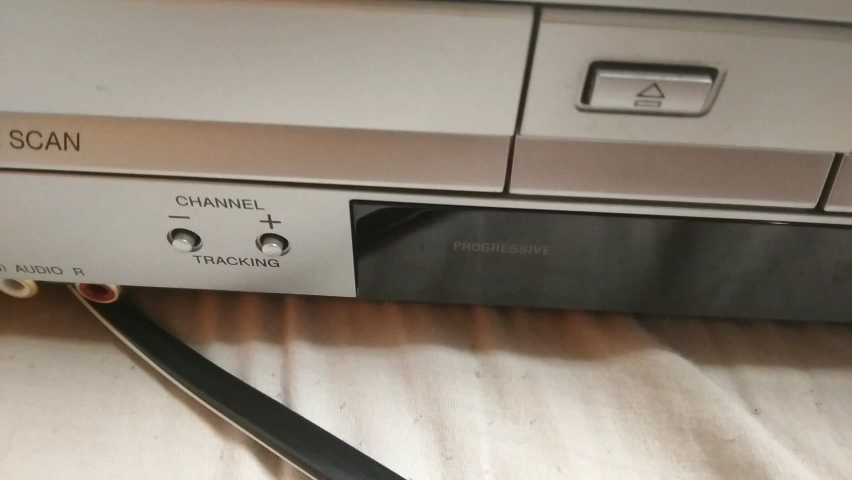 SCAN
CHANNEL
− +
TRACKING
AUDIO R
PROGRESSIVE